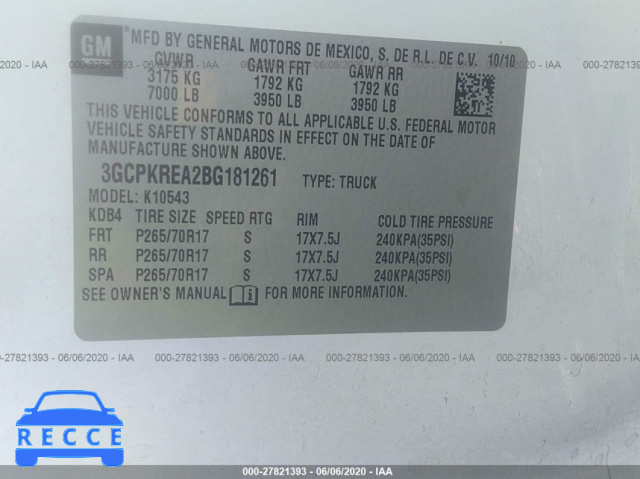 GM
MFD BY GENERAL MOTORS DE MEXICO, S. DE R.L. DE C.V. 10/10
GVWR GAWR FRT GAWR RR
3175 KG 1792 KG 1792 KG
7000 LB 3950 LB 3950 LB
THIS VEHICLE CONFORMS TO ALL APPLICABLE U.S. FEDERAL MOTOR
VEHICLE SAFETY STANDARDS IN EFFECT ON THE DATE OF
MANUFACTURE SHOWN ABOVE.
3GCPKREA2BG181261 TYPE: TRUCK
MODEL: K10543
KDB4 TIRE SIZE SPEED RTG RIM COLD TIRE PRESSURE
FRT P265/70R17 S 17X7.5J 240KPA(35PSI)
RR P265/70R17 S 17X7.5J 240KPA(35PSI)
SPA P265/70R17 S 17X7.5J 240KPA(35PSI)
SEE OWNER'S MANUAL FOR MORE INFORMATION.
000-27821393 - 06/06/2020 - IAA
RECCE
000-27821393 - 06/06/2020 - IAA